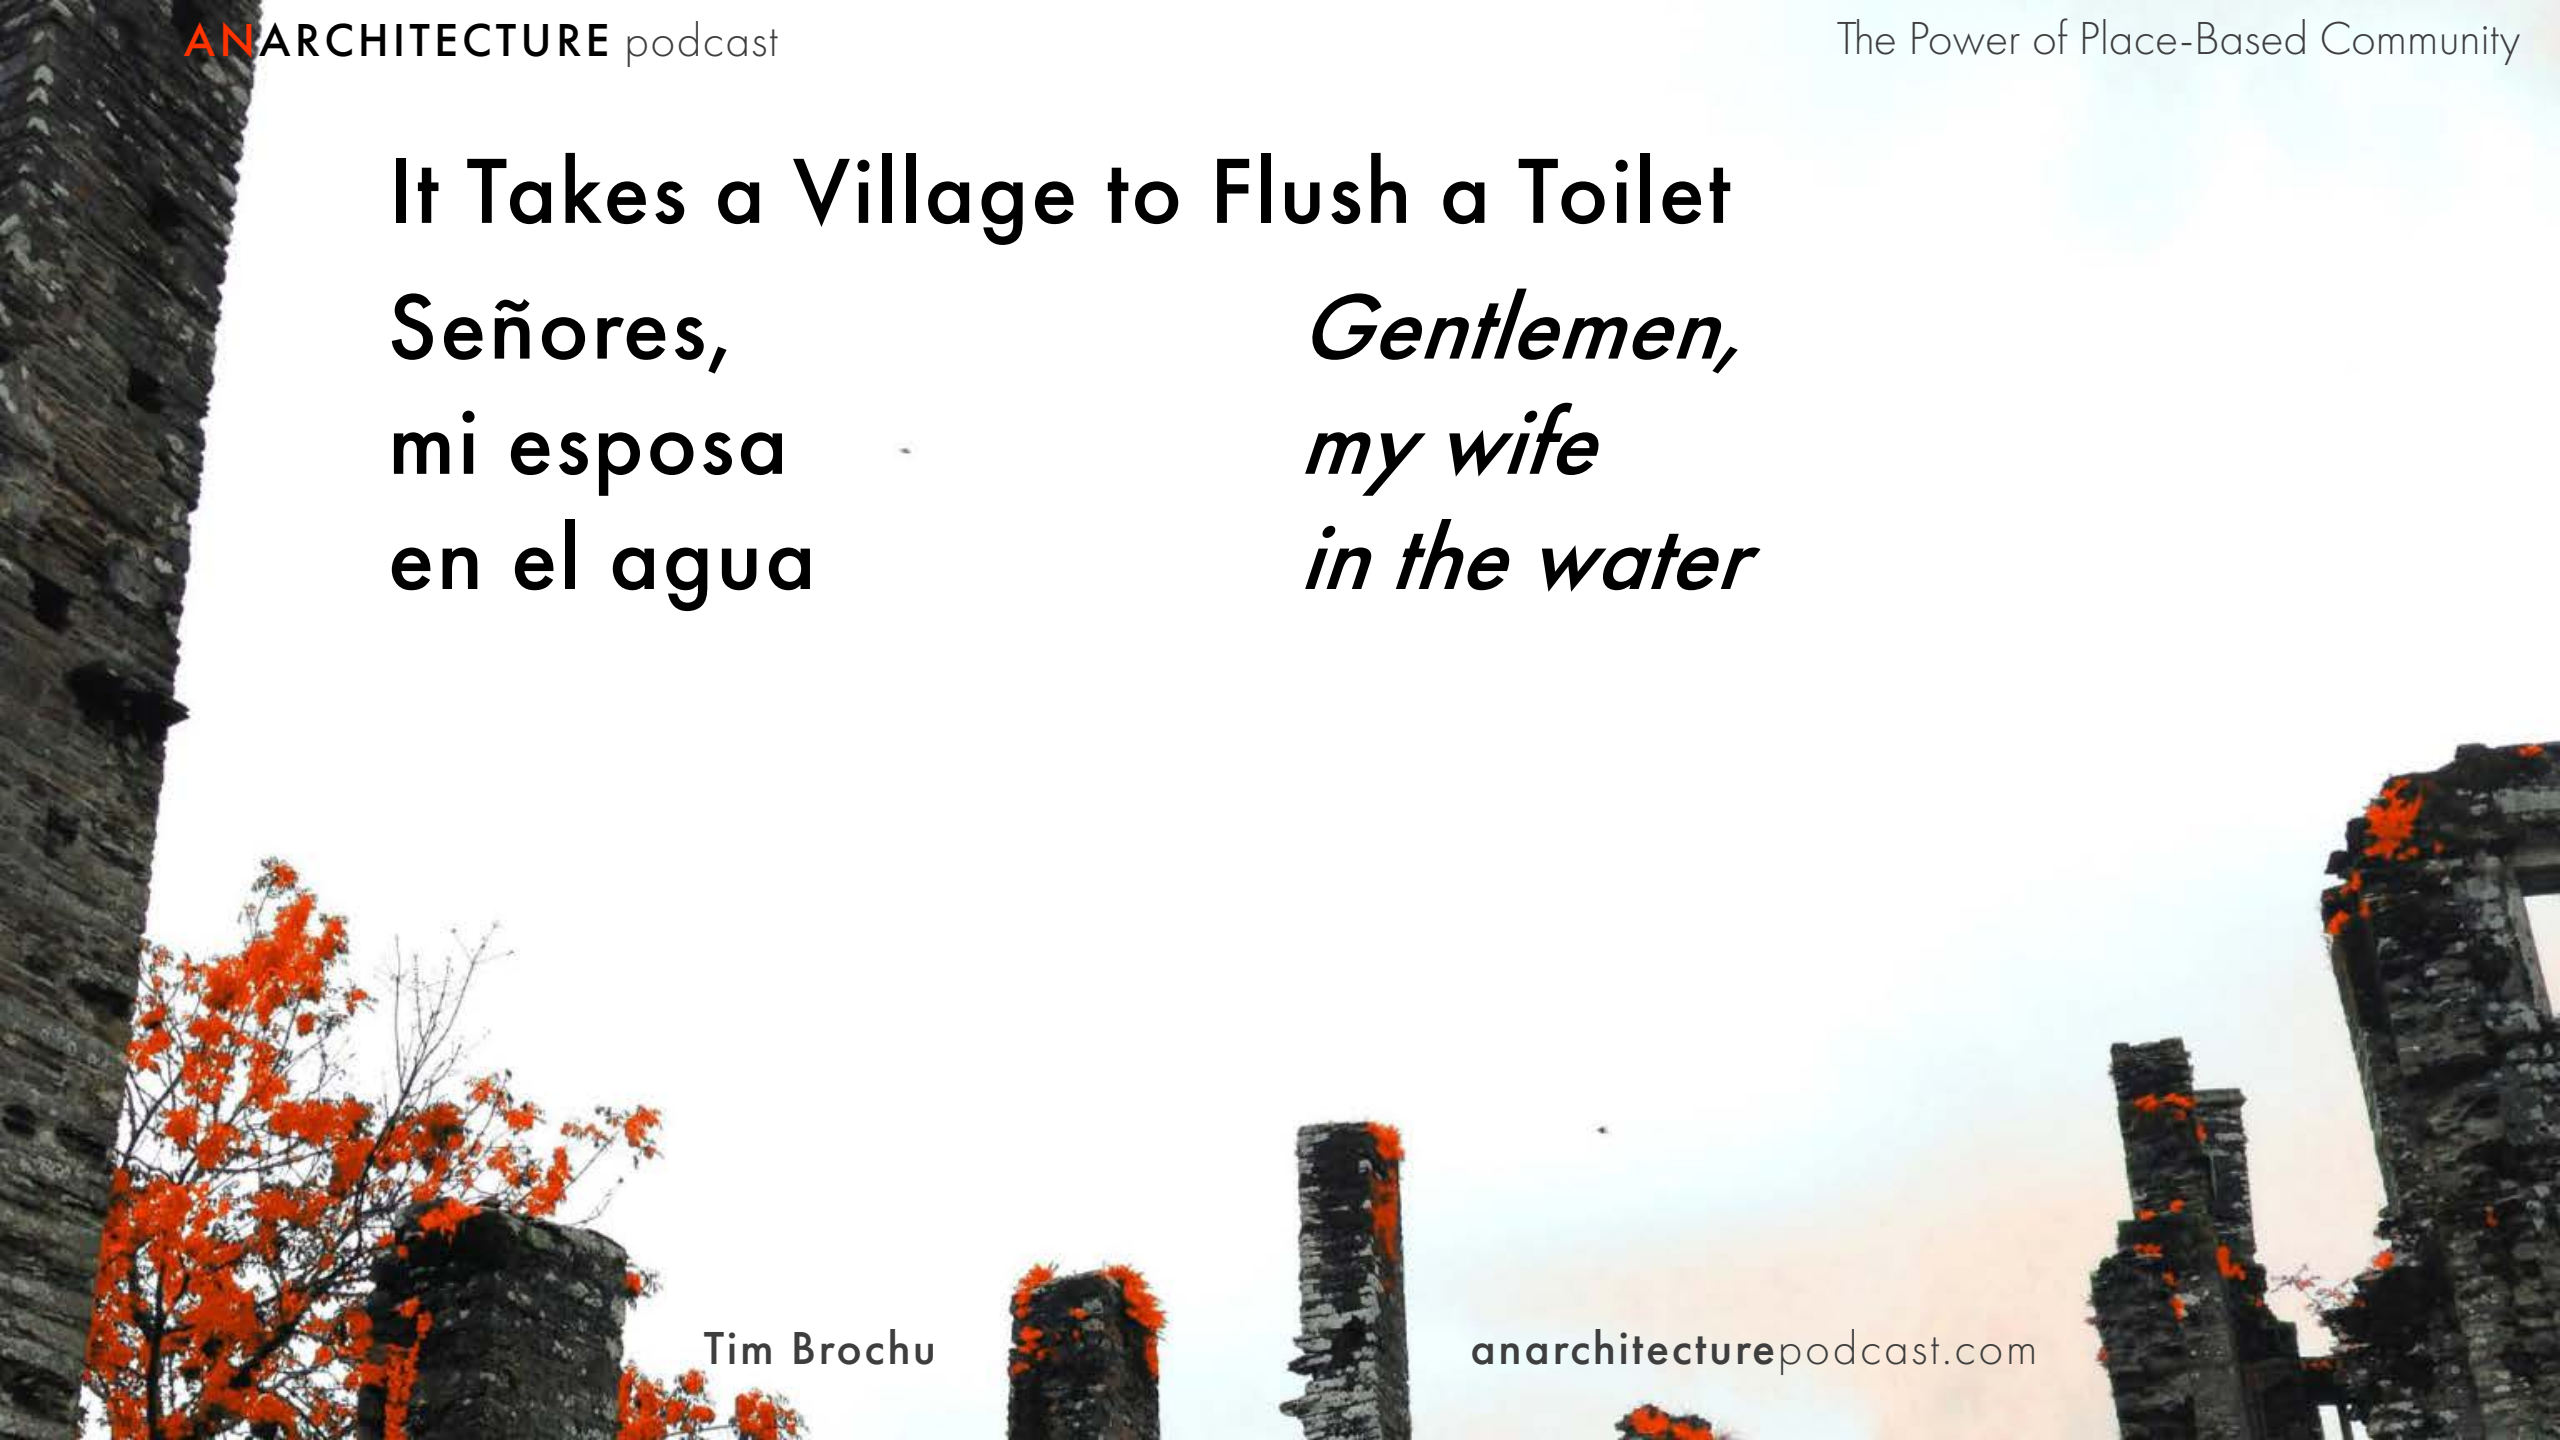 ANARCHITECTURE podcast
The Power of Place-Based Community
It Takes a Village to Flush a Toilet
Señores,
mi esposa
en el agua
Gentlemen,
my wife
in the water
Tim Brochu
anarchitecturepodcast.com